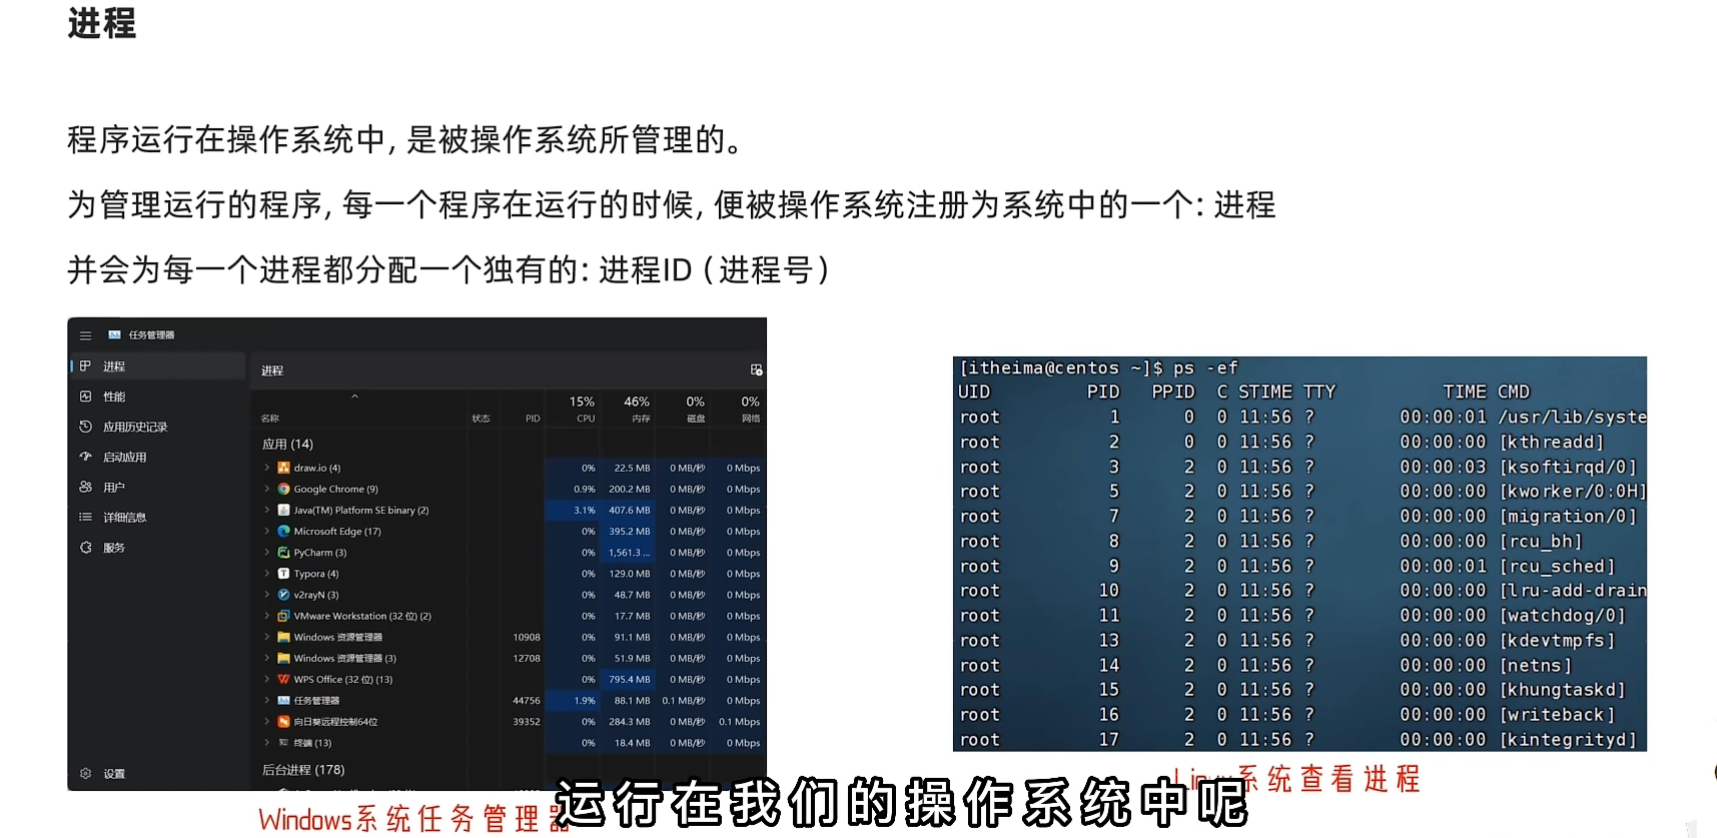 进程
程序运行在操作系统中, 是被操作系统所管理的。
为管理运行的程序, 每一个程序在运行的时候, 便被操作系统注册为系统中的一个: 进程
并会为每一个进程都分配一个独有的: 进程ID (进程号)
任务管理器
进程
性能
应用历史记录
启动应用
用户
详细信息
服务
设置
进程
15% 46% 0% 0%
名称 状态 PID CPU 内存 磁盘 网络
应用 (14)
draw.io (4) 0% 22.5 MB 0 MB/秒 0 Mbps
Google Chrome (9) 0.9% 200.2 MB 0 MB/秒 0 Mbps
Java(TM) Platform SE binary (2) 3.1% 407.6 MB 0 MB/秒 0 Mbps
Microsoft Edge (17) 0% 395.2 MB 0 MB/秒 0 Mbps
PyCharm (3) 0% 1,561.3 ... 0 MB/秒 0 Mbps
Typora (4) 0% 129.0 MB 0 MB/秒 0 Mbps
v2rayN (3) 0% 48.7 MB 0 MB/秒 0 Mbps
VMware Workstation (32 位) (2) 0% 17.7 MB 0 MB/秒 0 Mbps
Windows 资源管理器 10908 0% 91.1 MB 0 MB/秒 0 Mbps
Windows 资源管理器 (3) 12708 0% 51.9 MB 0 MB/秒 0 Mbps
WPS Office (32 位) (13) 0% 795.4 MB 0 MB/秒 0 Mbps
任务管理器 44756 1.9% 88.1 MB 0.1 MB/秒 0 Mbps
向日葵远程控制64位 39352 0% 284.3 MB 0 MB/秒 0.1 Mbps
终端 (13) 0% 18.4 MB 0 MB/秒 0 Mbps
后台进程 (178)
Windows系统任务管理器
[itheima@centos ~]$ ps -ef
UID PID PPID C STIME TTY TIME CMD
root 1 0 0 11:56 ? 00:00:01 /usr/lib/syste
root 2 0 0 11:56 ? 00:00:00 [kthreadd]
root 3 2 0 11:56 ? 00:00:03 [ksoftirqd/0]
root 5 2 0 11:56 ? 00:00:00 [kworker/0:0H]
root 7 2 0 11:56 ? 00:00:00 [migration/0]
root 8 2 0 11:56 ? 00:00:00 [rcu_bh]
root 9 2 0 11:56 ? 00:00:01 [rcu_sched]
root 10 2 0 11:56 ? 00:00:00 [lru-add-drain
root 11 2 0 11:56 ? 00:00:00 [watchdog/0]
root 13 2 0 11:56 ? 00:00:00 [kdevtmpfs]
root 14 2 0 11:56 ? 00:00:00 [netns]
root 15 2 0 11:56 ? 00:00:00 [khungtaskd]
root 16 2 0 11:56 ? 00:00:00 [writeback]
root 17 2 0 11:56 ? 00:00:00 [kintegrityd]
Linux系统查看进程
运行在我们的操作系统中呢